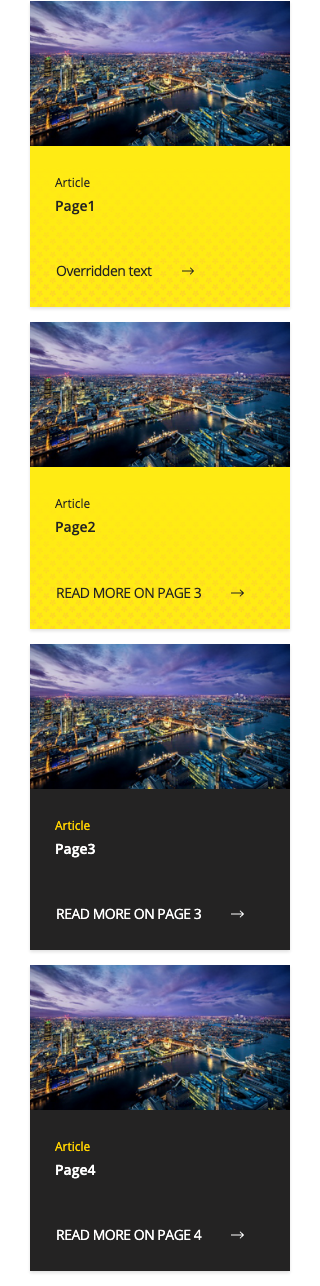 Article
Page1
Overridden text
Article
Page2
READ MORE ON PAGE 3
Article
Page3
READ MORE ON PAGE 3
Article
Page4
READ MORE ON PAGE 4